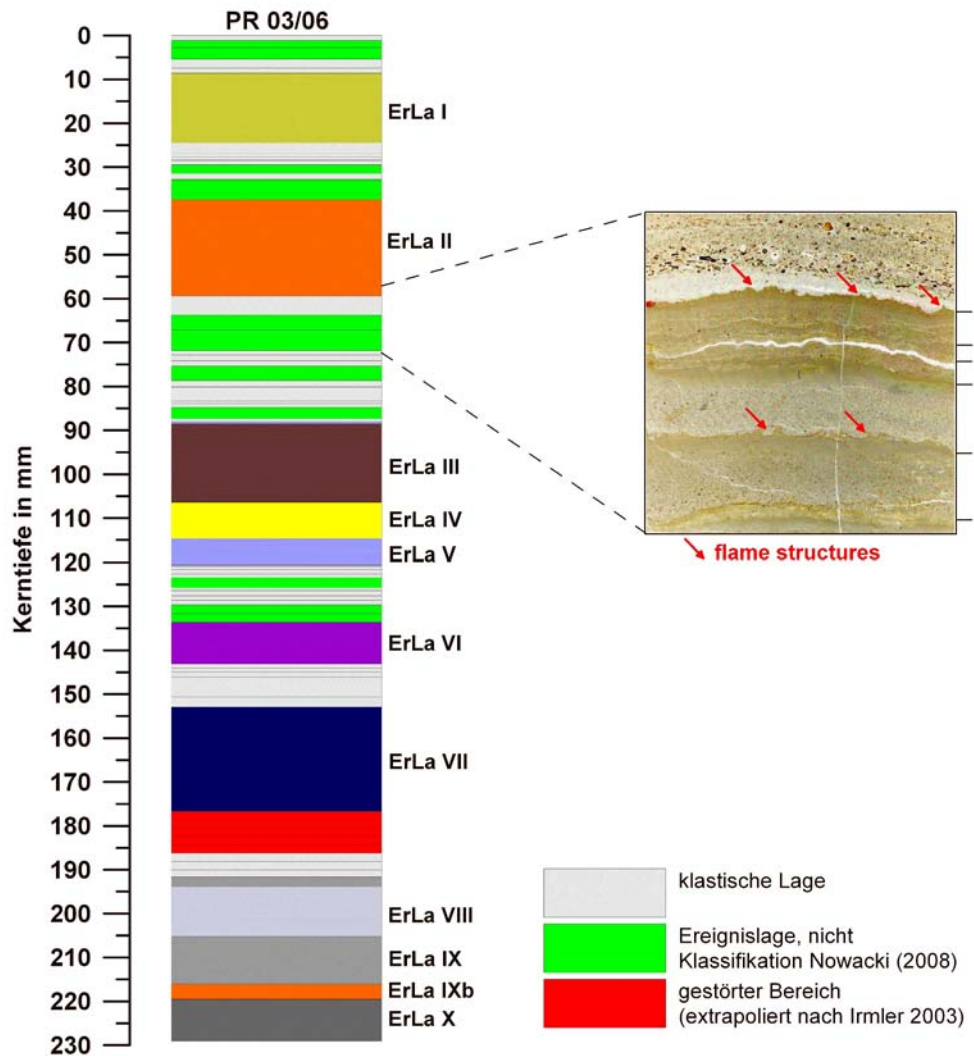 PR 03/06
Kerntiefe in mm
0
10
20
30
40
50
60
70
80
90
100
110
120
130
140
150
160
170
180
190
200
210
220
230
ErLa I
ErLa II
ErLa III
ErLa IV
ErLa V
ErLa VI
ErLa VII
ErLa VIII
ErLa IX
ErLa IXb
ErLa X
flame structures
klastische Lage
Ereignislage, nicht
Klassifikation Nowacki (2008)
gestörter Bereich
(extrapoliert nach Irmler 2003)